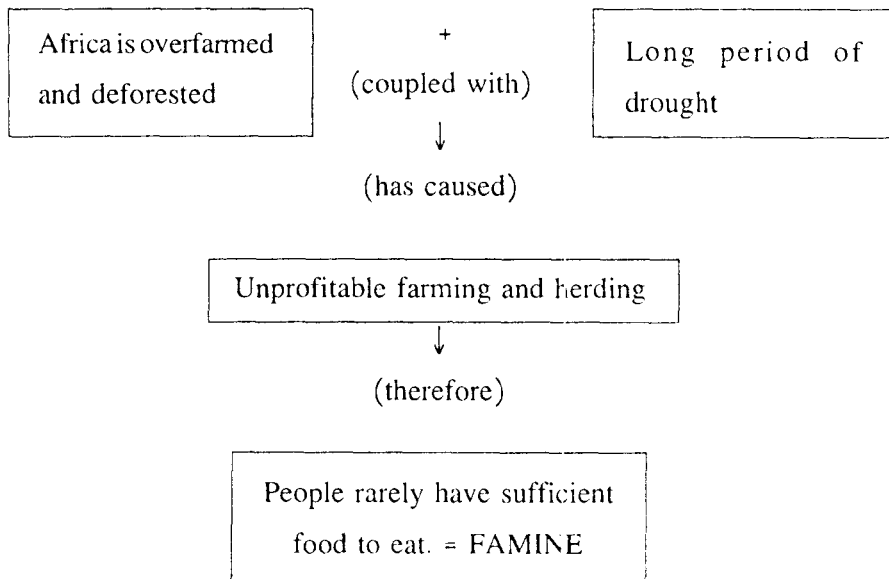 Africa is overfarmed
and deforested
+
(coupled with)
Long period of
drought
↓
(has caused)
Unprofitable farming and herding
↓
(therefore)
People rarely have sufficient
food to eat. = FAMINE